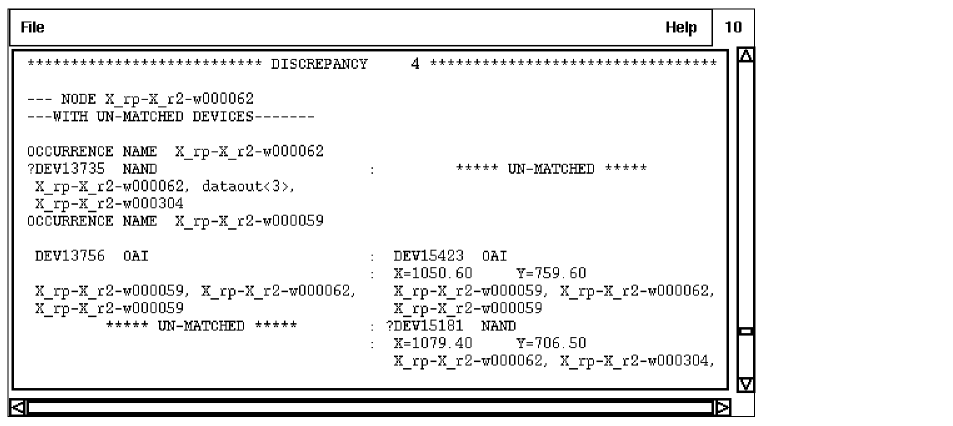 File Help 10
*************************** DISCREPANCY 4 *********************************
--- NODE X_rp-X_r2-w000062
---WITH UN-MATCHED DEVICES-------
OCCURRENCE NAME X_rp-X_r2-w000062
?DEV13735 NAND : ***** UN-MATCHED *****
X_rp-X_r2-w000062, dataout<3>,
X_rp-X_r2-w000304
OCCURRENCE NAME X_rp-X_r2-w000059
DEV13756 OAI : DEV15423 OAI
: X=1050.60 Y=759.60
X_rp-X_r2-w000059, X_rp-X_r2-w000062, X_rp-X_r2-w000059, X_rp-X_r2-w000062,
X_rp-X_r2-w000059 X_rp-X_r2-w000059
***** UN-MATCHED ***** : ?DEV15181 NAND
: X=1079.40 Y=706.50
X_rp-X_r2-w000062, X_rp-X_r2-w000304,